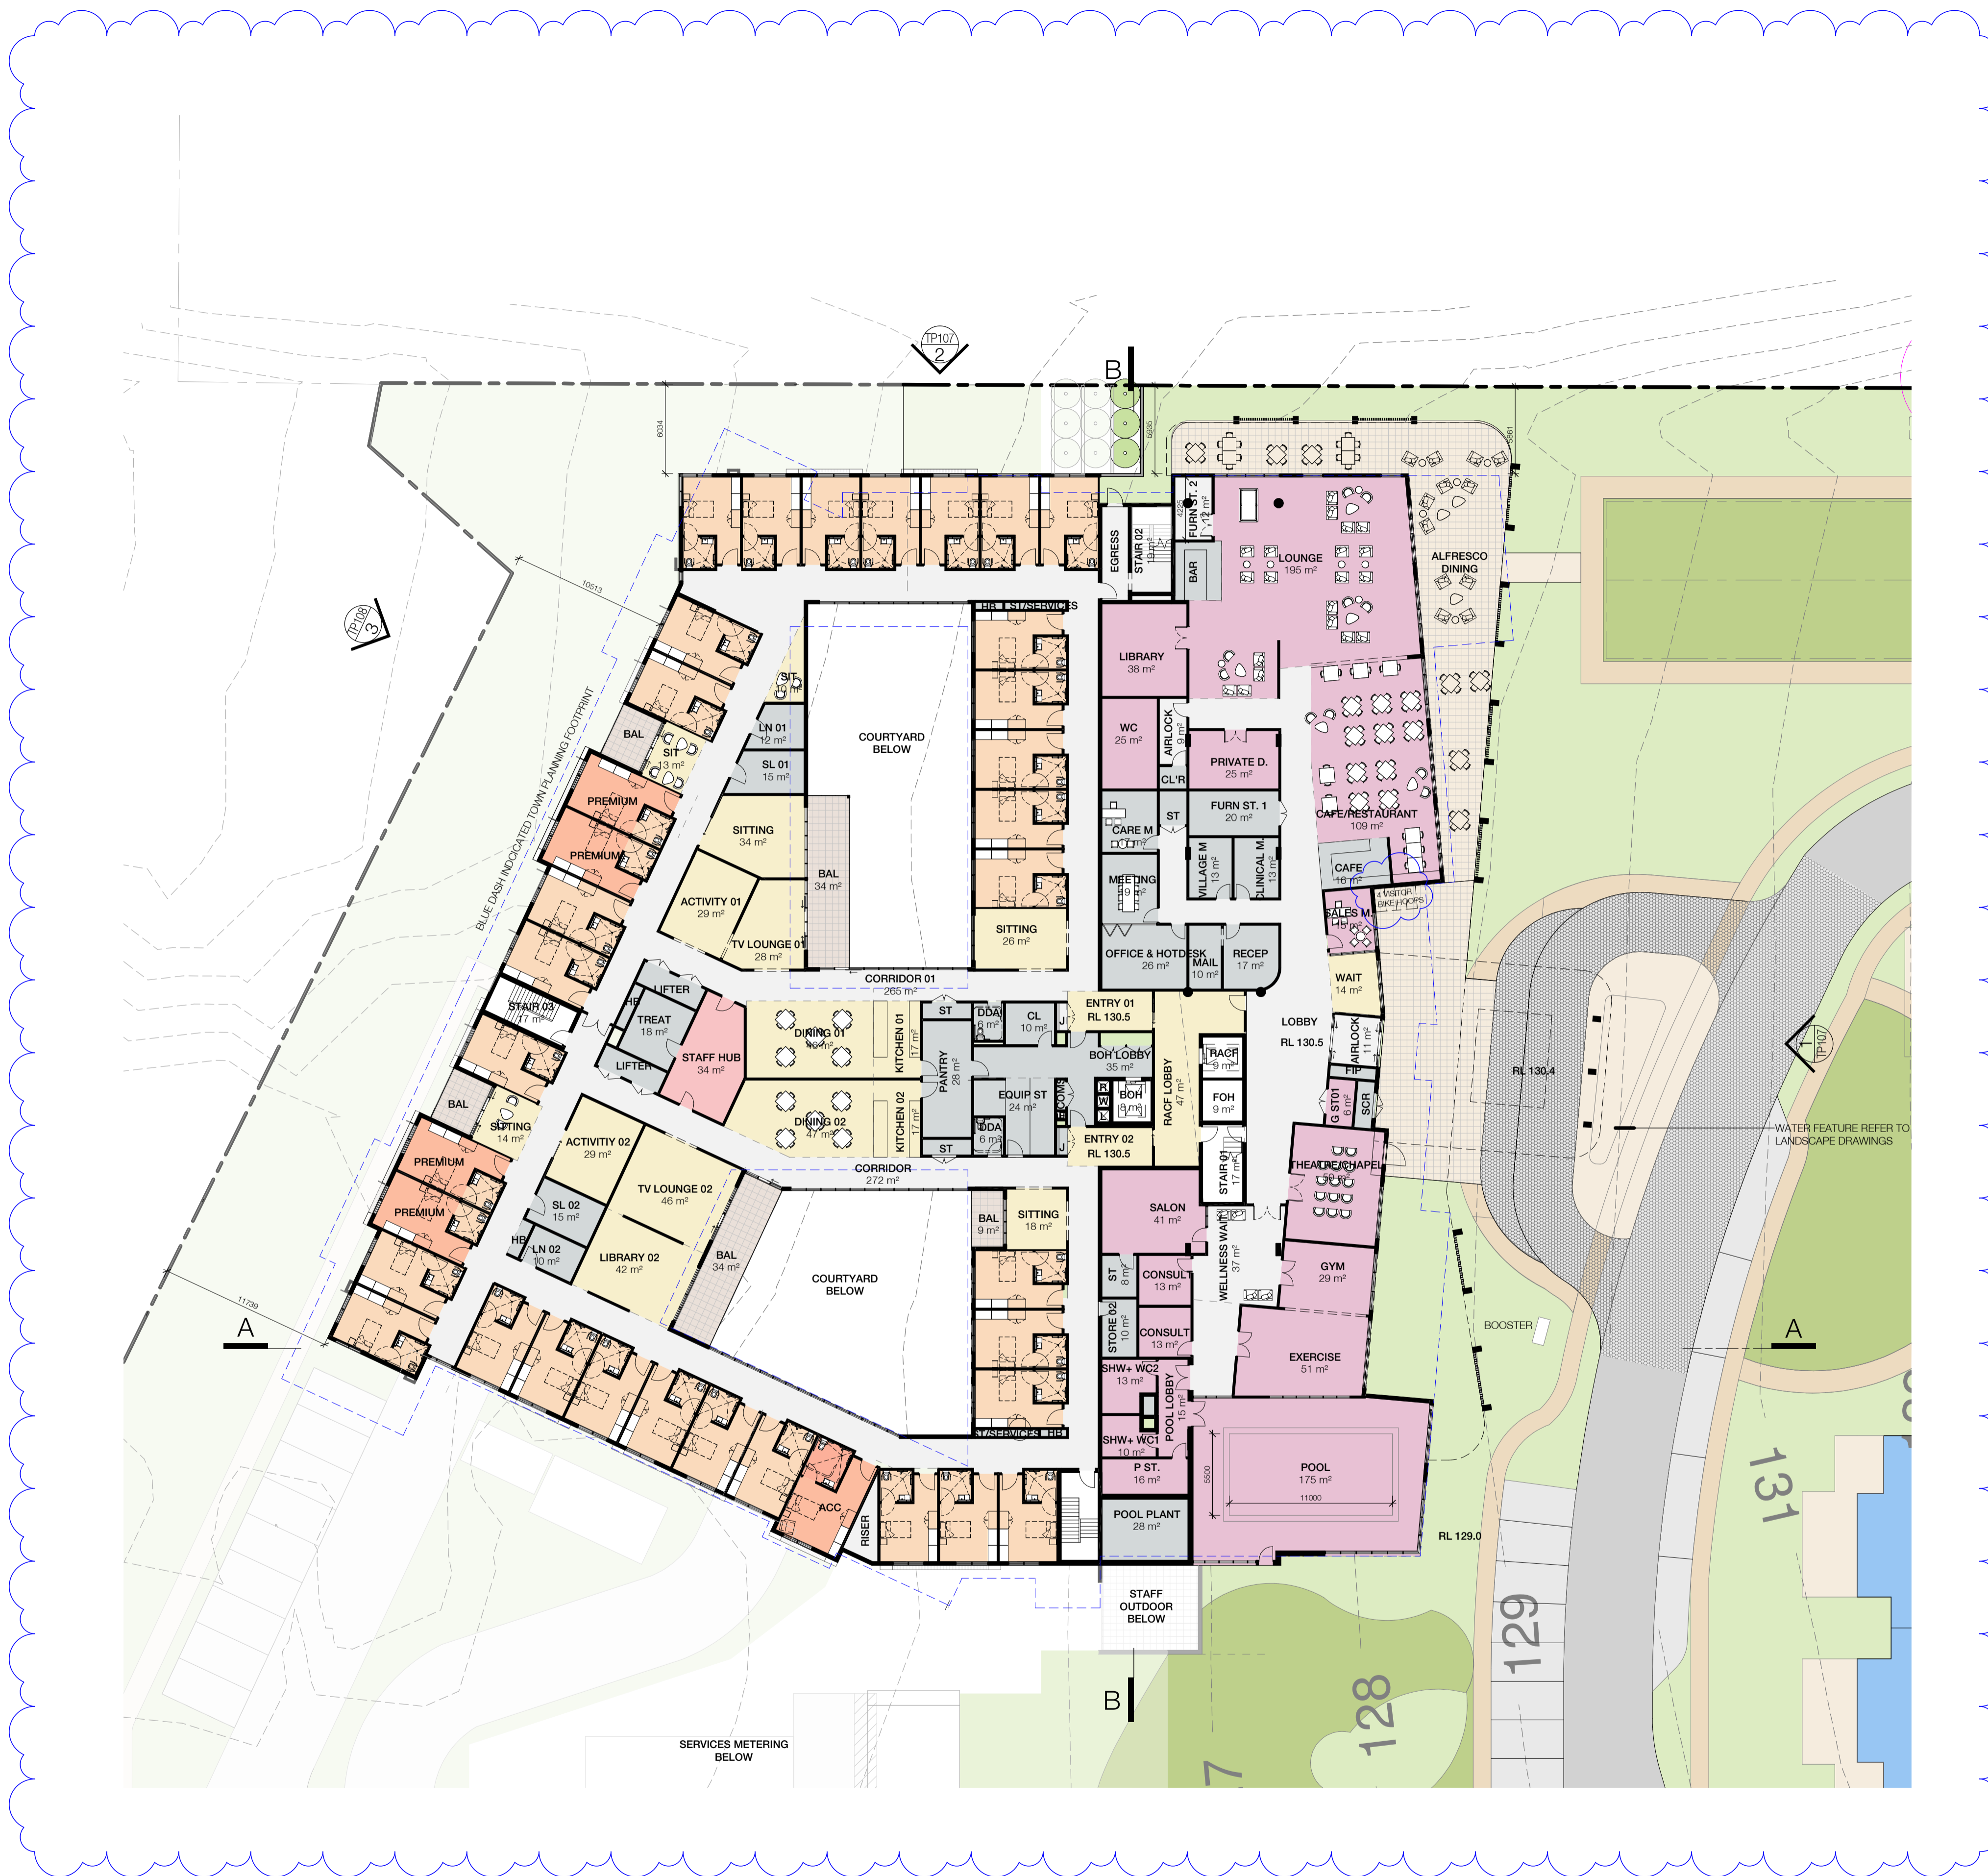 TP107
2
B
6034
5935
5861
10513
TP108
3
BLUE DASH INDCICATED TOWN PLANNING FOOTPRINT
EGRESS
STAIR 02
19 m²
4225
FURN ST. 2
12 m²
BAR
LOUNGE
195 m²
ALFRESCO
DINING
HB
ST/SERVICES
LIBRARY
38 m²
SIT
BAL
SIT
13 m²
LN 01
12 m²
SL 01
15 m²
COURTYARD
BELOW
WC
25 m²
AIRLOCK
9 m²
PRIVATE D.
25 m²
CL'R
PREMIUM
PREMIUM
SITTING
34 m²
ST
FURN ST. 1
20 m²
CAFE/RESTAURANT
109 m²
CARE M
17 m²
BAL
34 m²
MEETING
19 m²
VILLAGE M
13 m²
CLINICAL M.
13 m²
CAFE
16 m²
4 VISITOR
BIKE HOOPS
ACTIVITY 01
29 m²
TV LOUNGE 01
28 m²
SITTING
26 m²
SALES M.
15 m²
OFFICE & HOTDESK
26 m²
MAIL
10 m²
RECEP
17 m²
WAIT
14 m²
CORRIDOR 01
265 m²
STAIR 03
17 m²
LIFTER
HB
TREAT
18 m²
LIFTER
STAFF HUB
34 m²
DINING 01
46 m²
KITCHEN 01
17 m²
ST
PANTRY
28 m²
DDA
6 m²
CL
10 m²
J
ENTRY 01
RL 130.5
BOH LOBBY
35 m²
RACF LOBBY
47 m²
RACF
9 m²
LOBBY
RL 130.5
AIRLOCK
11 m²
FIP
RL 130.4
1
TP107
EQUIP ST
24 m²
COMS
R
W
L
BOH
8 m²
FOH
9 m²
G ST01
6 m²
SCR
BAL
SITTING
14 m²
DINING 02
47 m²
KITCHEN 02
17 m²
ST
DDA
6 m²
J
ENTRY 02
RL 130.5
STAIR 01
17 m²
WATER FEATURE REFER TO
LANDSCAPE DRAWINGS
ACTIVITIY 02
29 m²
CORRIDOR
272 m²
THEATRE/CHAPEL
59 m²
PREMIUM
PREMIUM
TV LOUNGE 02
46 m²
SL 02
15 m²
HB
LN 02
10 m²
LIBRARY 02
42 m²
BAL
34 m²
COURTYARD
BELOW
BAL
9 m²
SITTING
18 m²
SALON
41 m²
WELLNESS WAIT
37 m²
GYM
29 m²
ST
8 m²
CONSULT
13 m²
STORE 02
10 m²
CONSULT
13 m²
EXERCISE
51 m²
BOOSTER
A
11739
A
SHW+ WC2
13 m²
POOL LOBBY
15 m²
SHW+ WC1
10 m²
P ST.
16 m²
ST/SERVICES
HB
5500
11000
POOL
175 m²
ACC
RISER
POOL PLANT
28 m²
RL 129.0
131
STAFF
OUTDOOR
BELOW
129
128
B
SERVICES METERING
BELOW